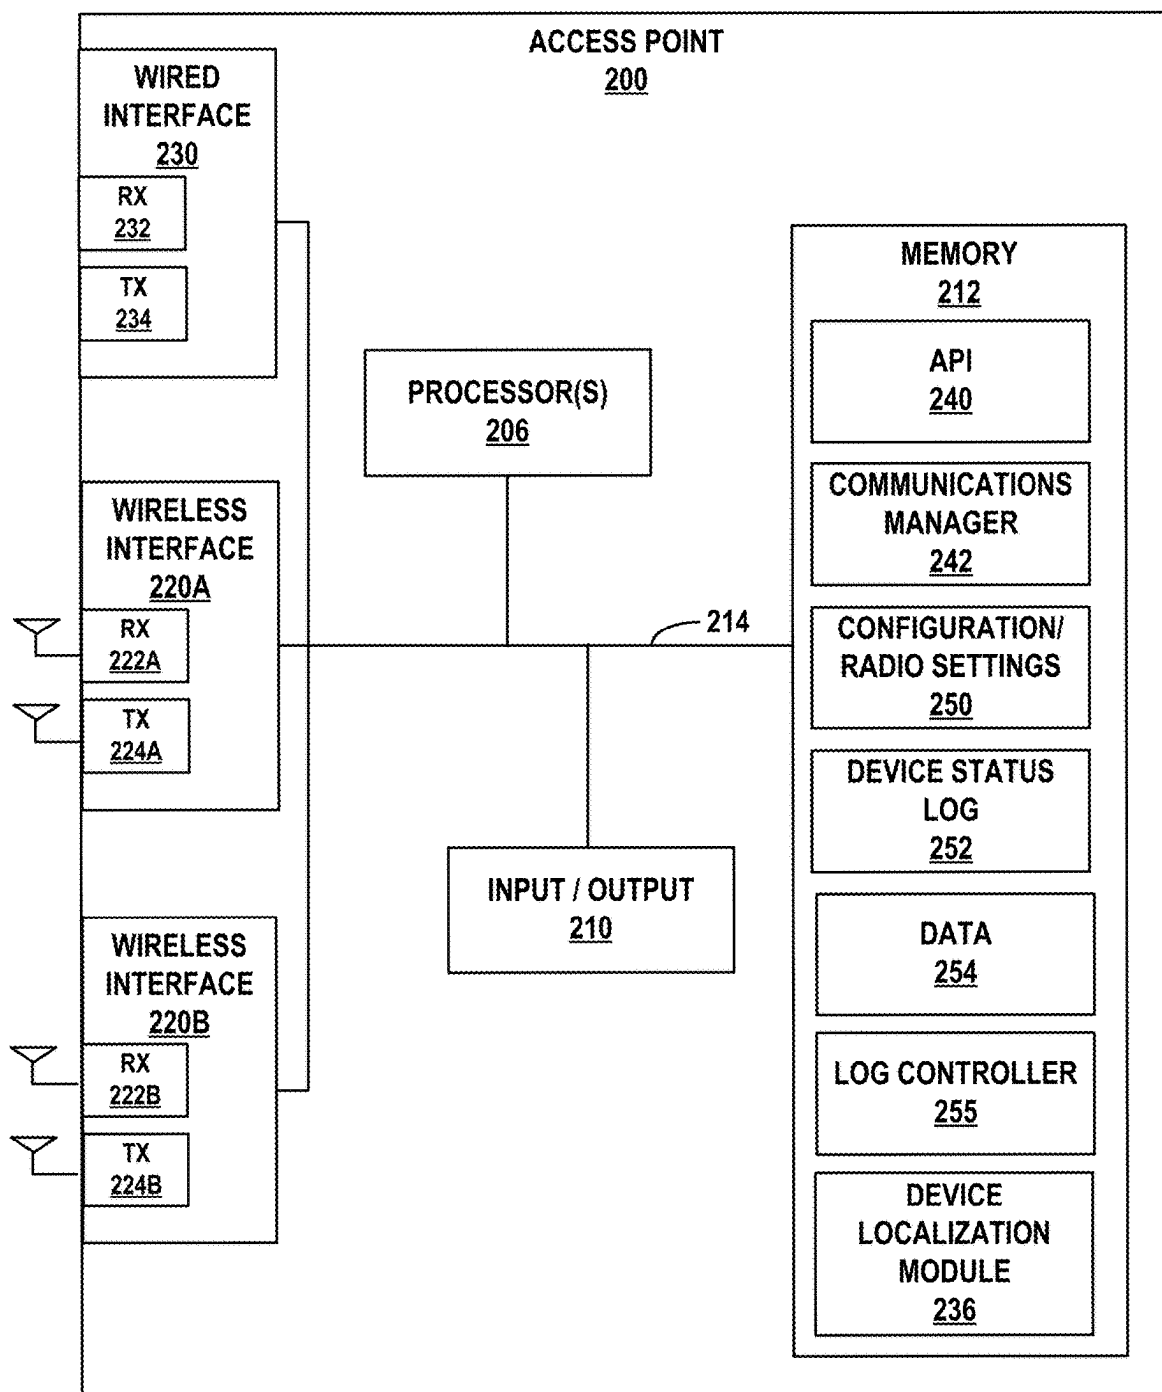 ACCESS POINT
200
WIRED
INTERFACE
230
RX
232
TX
234
PROCESSOR(S)
206
WIRELESS
INTERFACE
220A
RX
222A
TX
224A
214
INPUT / OUTPUT
210
WIRELESS
INTERFACE
220B
RX
222B
TX
224B
MEMORY
212
API
240
COMMUNICATIONS
MANAGER
242
CONFIGURATION/
RADIO SETTINGS
250
DEVICE STATUS
LOG
252
DATA
254
LOG CONTROLLER
255
DEVICE
LOCALIZATION
MODULE
236